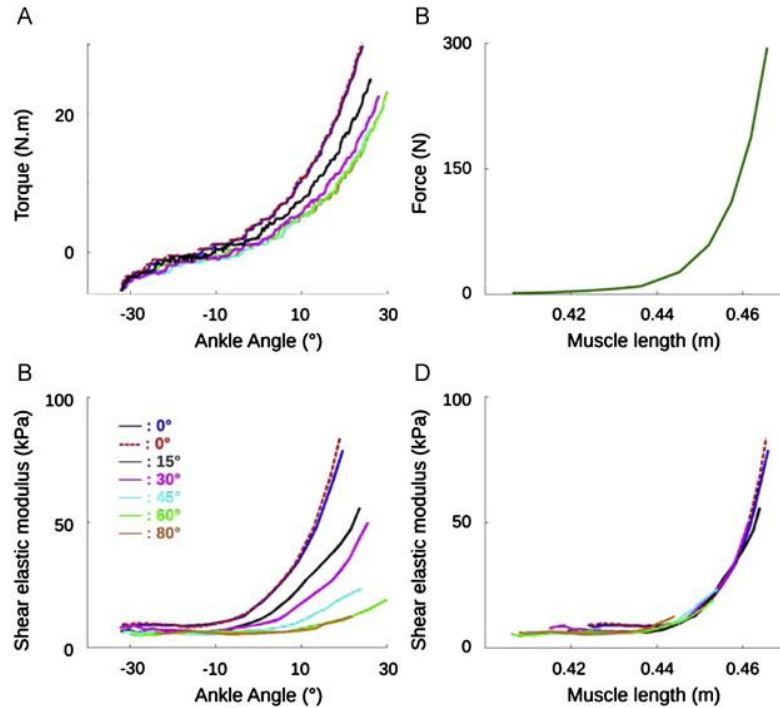 A
Torque (N.m)
20
0
-30 -10 10 30
Ankle Angle (°)
B
Force (N)
300
150
0
0.42 0.44 0.46
Muscle length (m)
B
Shear elastic modulus (kPa)
100
50
0
: 0°
: 0°
: 15°
: 30°
: 45°
: 60°
: 80°
-30 -10 10 30
Ankle Angle (°)
D
Shear elastic modulus (kPa)
100
50
0
0.42 0.44 0.46
Muscle length (m)